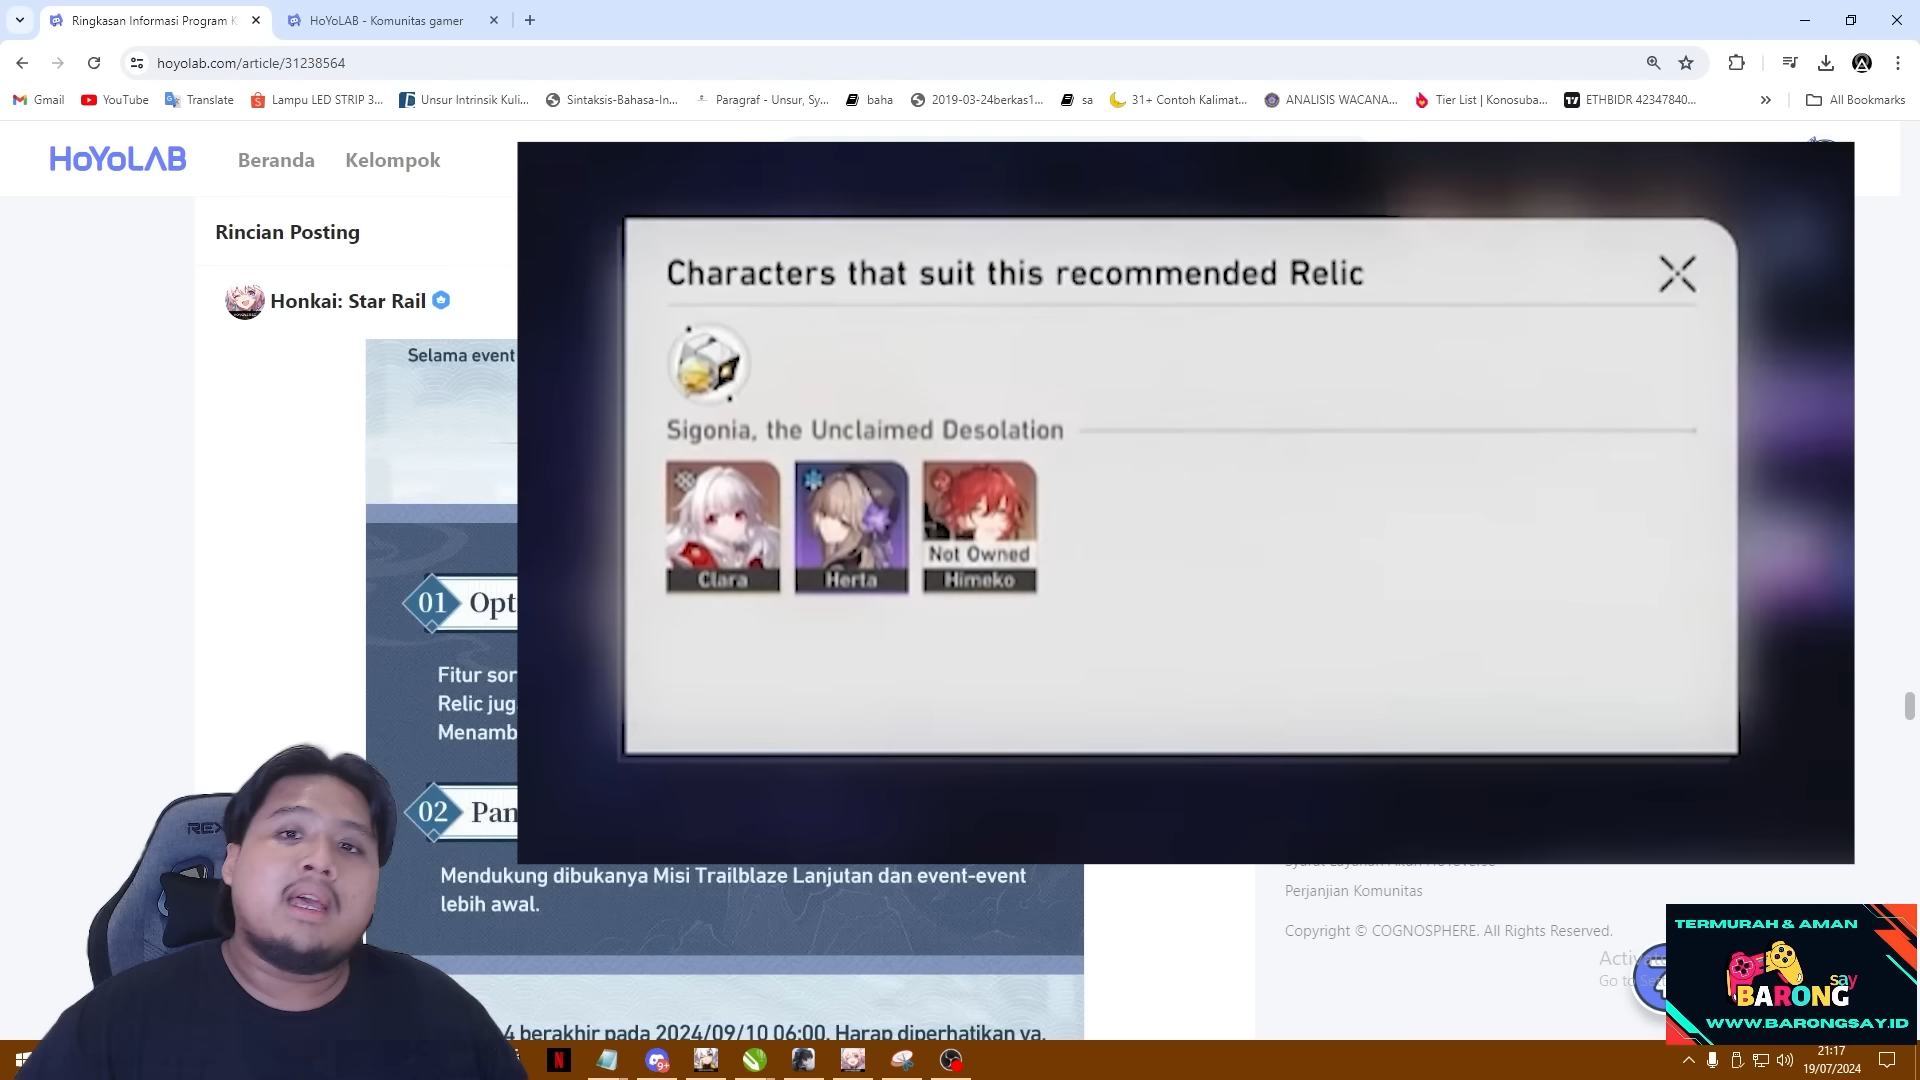 Ringkasan Informasi Program K
HoYoLAB - Komunitas gamer
hoyolab.com/article/31238564
Gmail
YouTube
Translate
Lampu LED STRIP 3...
Unsur Intrinsik Kuli...
Sintaksis-Bahasa-In...
Paragraf - Unsur, Sy...
baha
2019-03-24berkas1...
sa
31+ Contoh Kalimat...
ANALISIS WACANA...
Tier List | Konosuba...
ETHBIDR 42347840...
All Bookmarks
HoYoLAB
Beranda
Kelompok
Rincian Posting
Honkai: Star Rail
Selama event
Characters that suit this recommended Relic
Sigonia, the Unclaimed Desolation
Clara
Herta
Not Owned
Himeko
01 Opt
Fitur sor
Relic jug
Menamb
02 Pan
Mendukung dibukanya Misi Trailblaze Lanjutan dan event-event
lebih awal.
4 berakhir pada 2024/09/10 06:00. Harap diperhatikan ya.
Perjanjian Komunitas
Copyright © COGNOSPHERE. All Rights Reserved.
Go to
TERMURAH & AMAN
say
BARONG
WWW.BARONGSAY.ID
REX
9+
21:17
19/07/2024